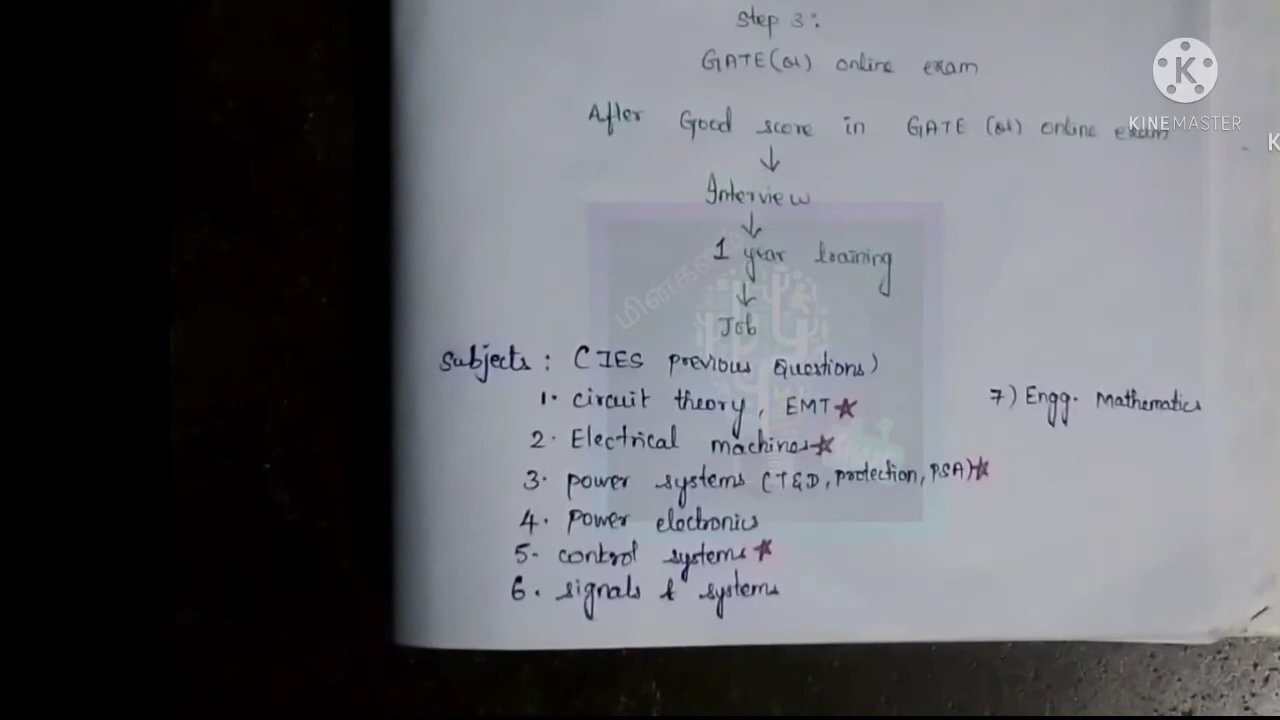 Step 3:
GATE (or) online exam
After Good score in GATE (or) online exam
↓
Interview
↓
1 year training
↓
Job
Subjects: (IES previous Questions)
1. circuit theory, EMT★
2. Electrical machines★
3. power systems (T&D, protection, PSA)★
4. Power electronics
5. control systems★
6. signals & systems
7) Engg. Mathematics
KINEMASTER
K